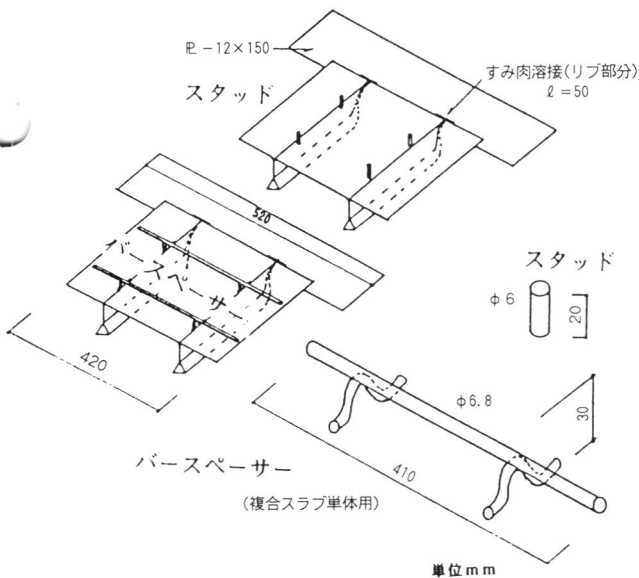 PL-12×150
スタッド
すみ肉溶接(リブ部分)
ℓ=50
520
バースペーサー
スタッド
φ6
20
420
φ6.8
30
410
バースペーサー
(複合スラブ単体用)
単位mm